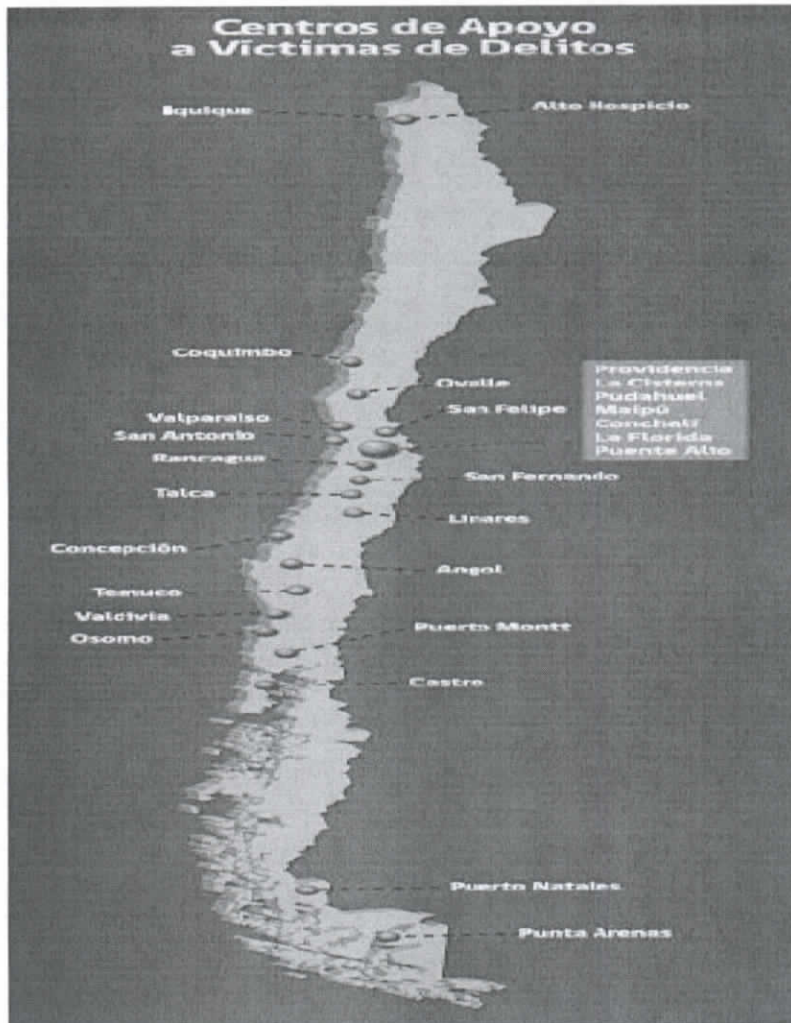 Centros de Apoyo
a Víctimas de Delitos
Iquique
Alto Hospicio
Coquimbo
Ovalle
Providencia
La Cisterna
Pudahuel
Maipú
Conchalí
La Florida
Puente Alto
Valparaíso
San Felipe
San Antonio
Rancagua
San Fernando
Talca
Linares
Concepción
Angol
Temuco
Valdivia
Osorno
Puerto Montt
Castro
Puerto Natales
Punta Arenas